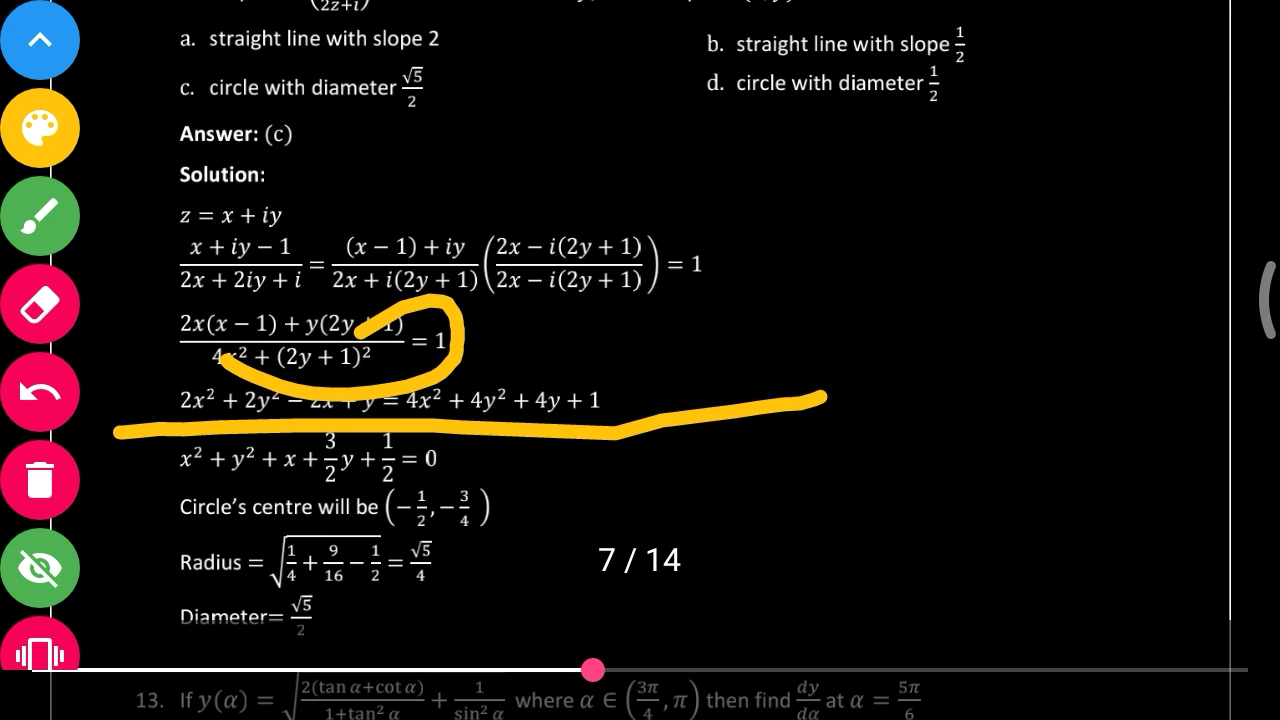 (2z+i)
a. straight line with slope 2
b. straight line with slope 1/2
c. circle with diameter √5/2
d. circle with diameter 1/2
Answer: (c)
Solution:
z = x + iy
(x + iy − 1)/(2x + 2iy + i) = ((x − 1) + iy)/(2x + i(2y + 1)) ((2x − i(2y + 1))/(2x − i(2y + 1))) = 1
(2x(x − 1) + y(2y + 1))/(4x² + (2y + 1)²) = 1
2x² + 2y² − 2x + y = 4x² + 4y² + 4y + 1
x² + y² + x + 3/2 y + 1/2 = 0
Circle’s centre will be (−1/2, −3/4)
Radius = √(1/4 + 9/16 − 1/2) = √5/4
7 / 14
Diameter= √5/2
13. If y(α) = √(2(tan α+cot α)/(1+tan² α) + 1/sin² α) where α ∈ (3π/4, π) then find dy/dα at α = 5π/6